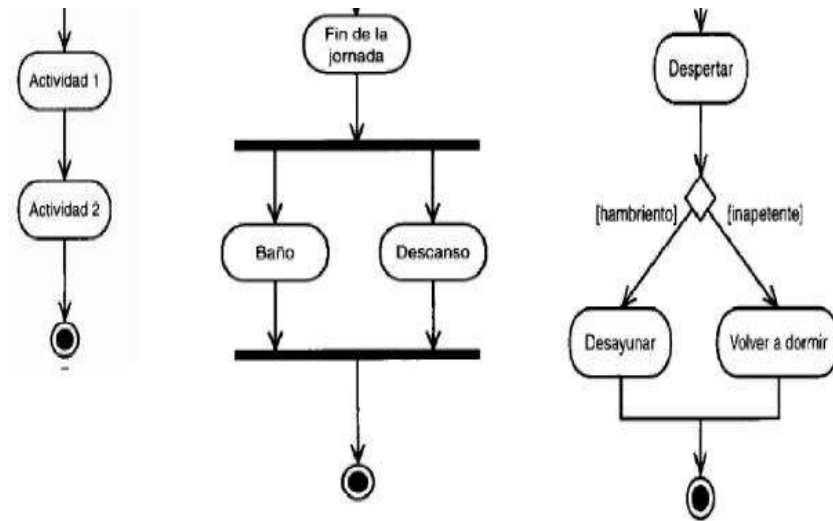 Actividad 1
Actividad 2
Fin de la
jornada
Baño
Descanso
Despertar
[hambriento]
[inapetente]
Desayunar
Volver a dormir